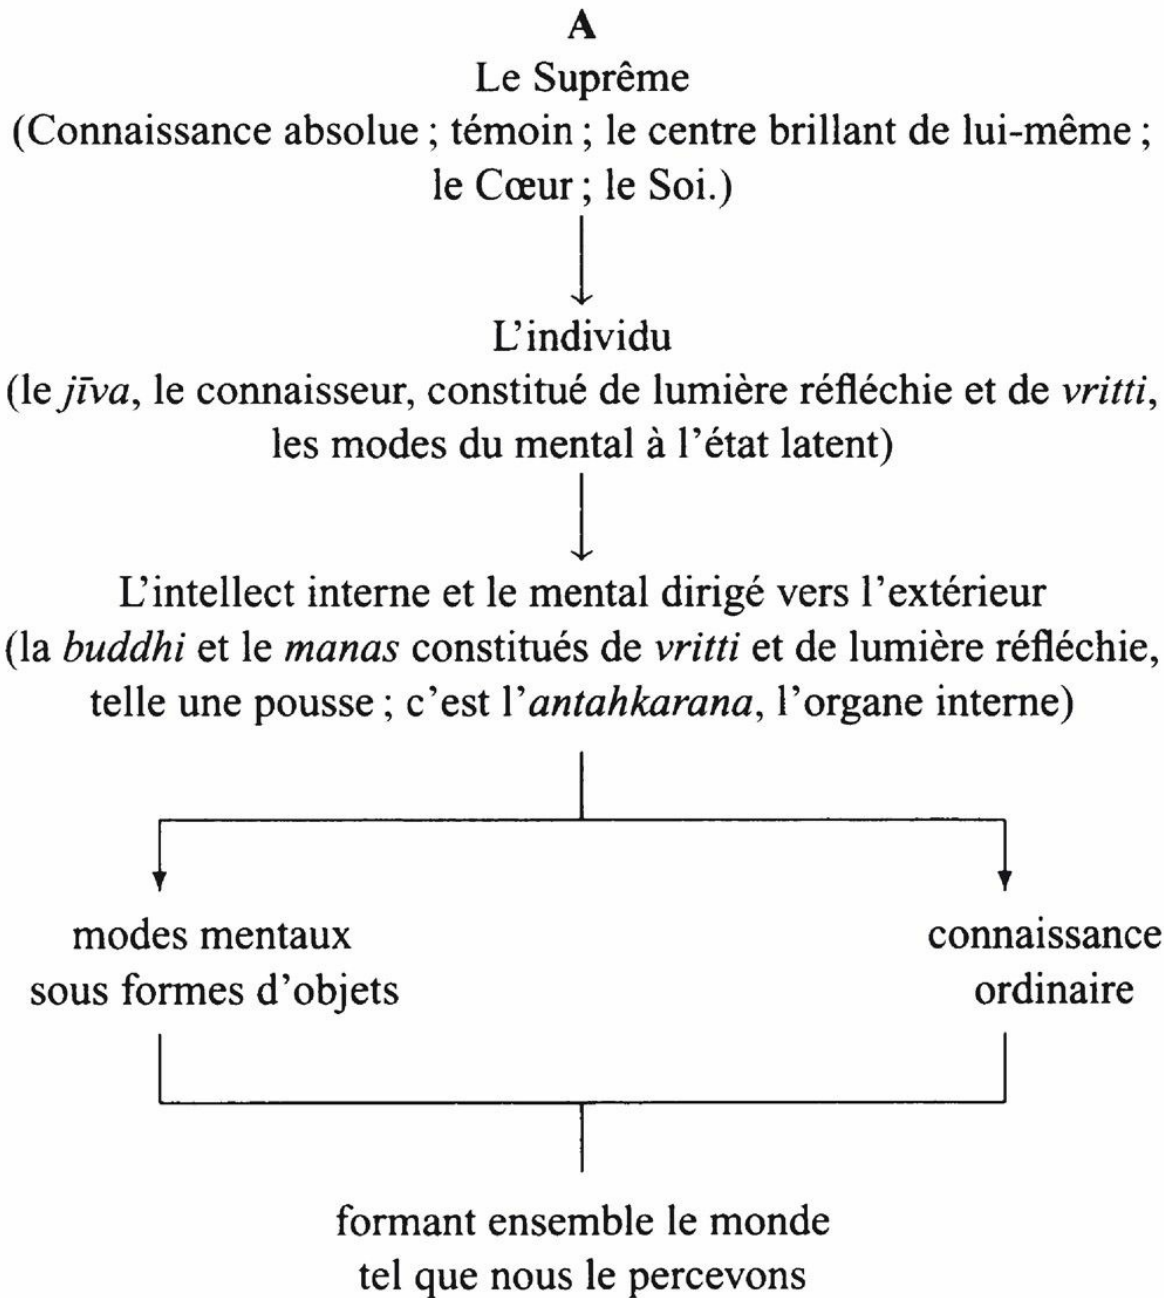 A
Le Suprême
(Connaissance absolue ; témoin ; le centre brillant de lui-même ;
le Cœur ; le Soi.)
L'individu
(le jīva, le connaisseur, constitué de lumière réfléchie et de vritti,
les modes du mental à l'état latent)
L'intellect interne et le mental dirigé vers l'extérieur
(la buddhi et le manas constitués de vritti et de lumière réfléchie,
telle une pousse ; c'est l'antahkarana, l'organe interne)
modes mentaux
sous formes d'objets
connaissance
ordinaire
formant ensemble le monde
tel que nous le percevons